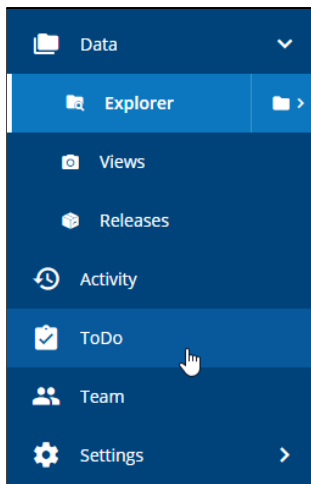 Data
Explorer
Views
Releases
Activity
ToDo
Team
Settings